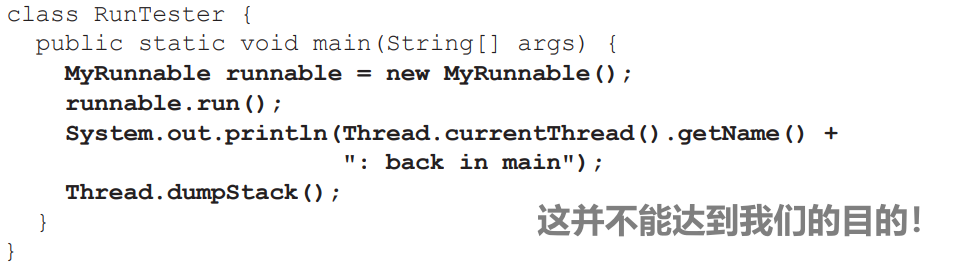 class RunTester {
  public static void main(String[] args) {
    MyRunnable runnable = new MyRunnable();
    runnable.run();
    System.out.println(Thread.currentThread().getName() +
                       ": back in main");
    Thread.dumpStack();
  }
这并不能达到我们的目的！
}